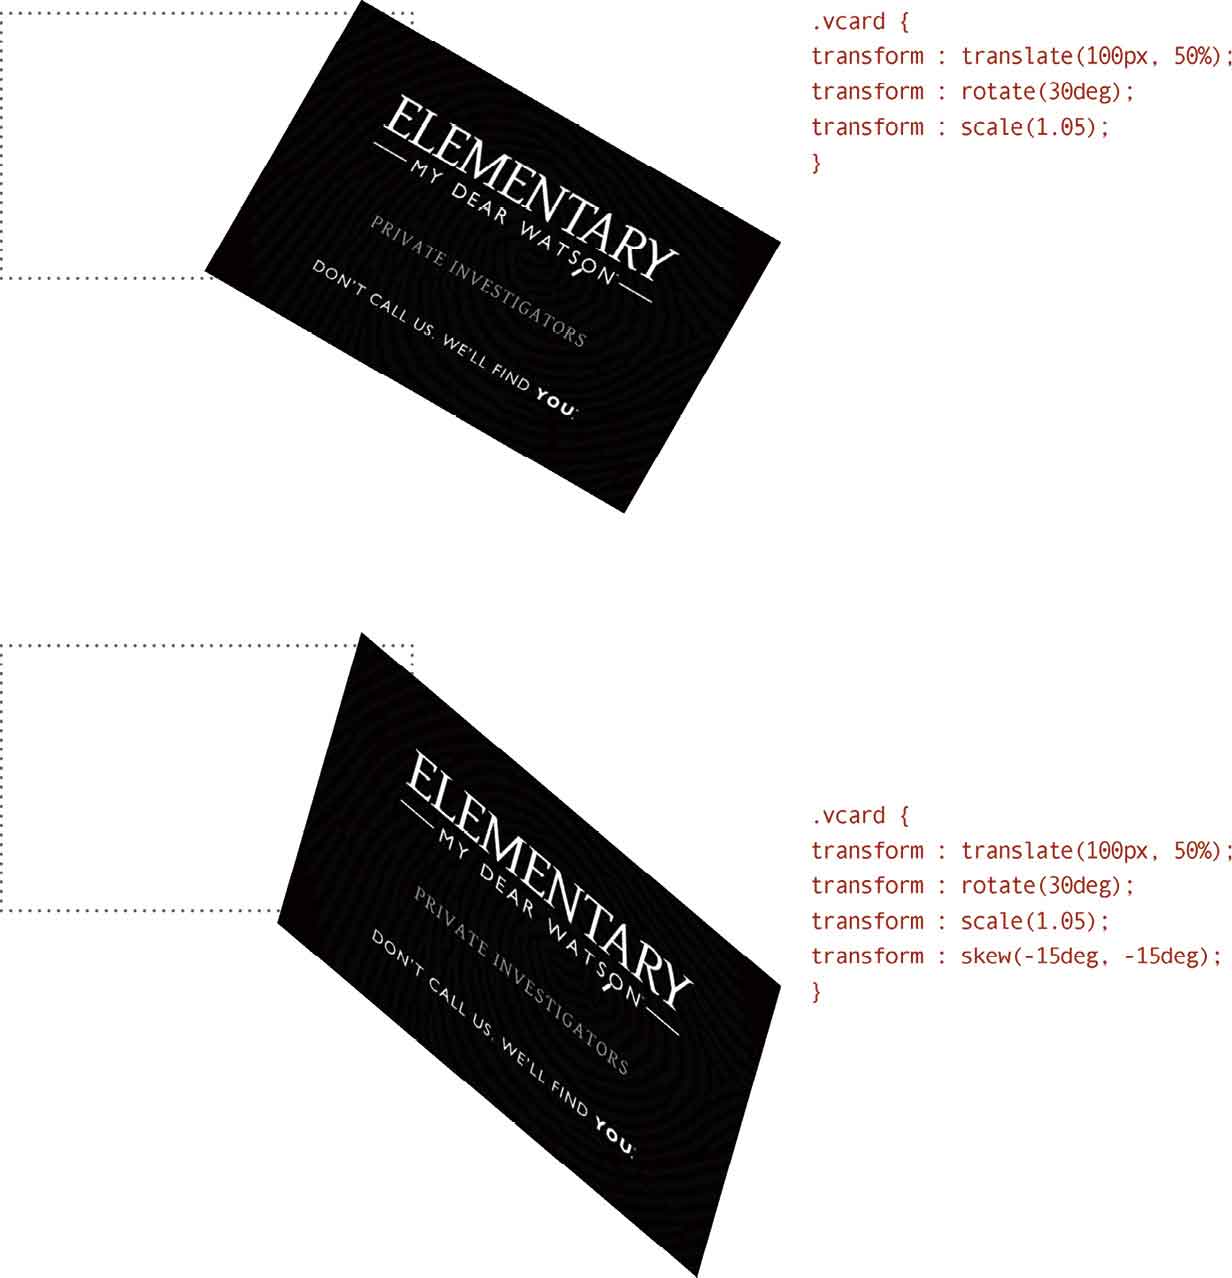 ELEMENTARY
MY DEAR WATSON
PRIVATE INVESTIGATORS
DON'T CALL US. WE'LL FIND YOU.
.vcard {
transform : translate(100px, 50%);
transform : rotate(30deg);
transform : scale(1.05);
}
ELEMENTARY
MY DEAR WATSON
PRIVATE INVESTIGATORS
DON'T CALL US. WE'LL FIND YOU.
.vcard {
transform : translate(100px, 50%);
transform : rotate(30deg);
transform : scale(1.05);
transform : skew(-15deg, -15deg);
}